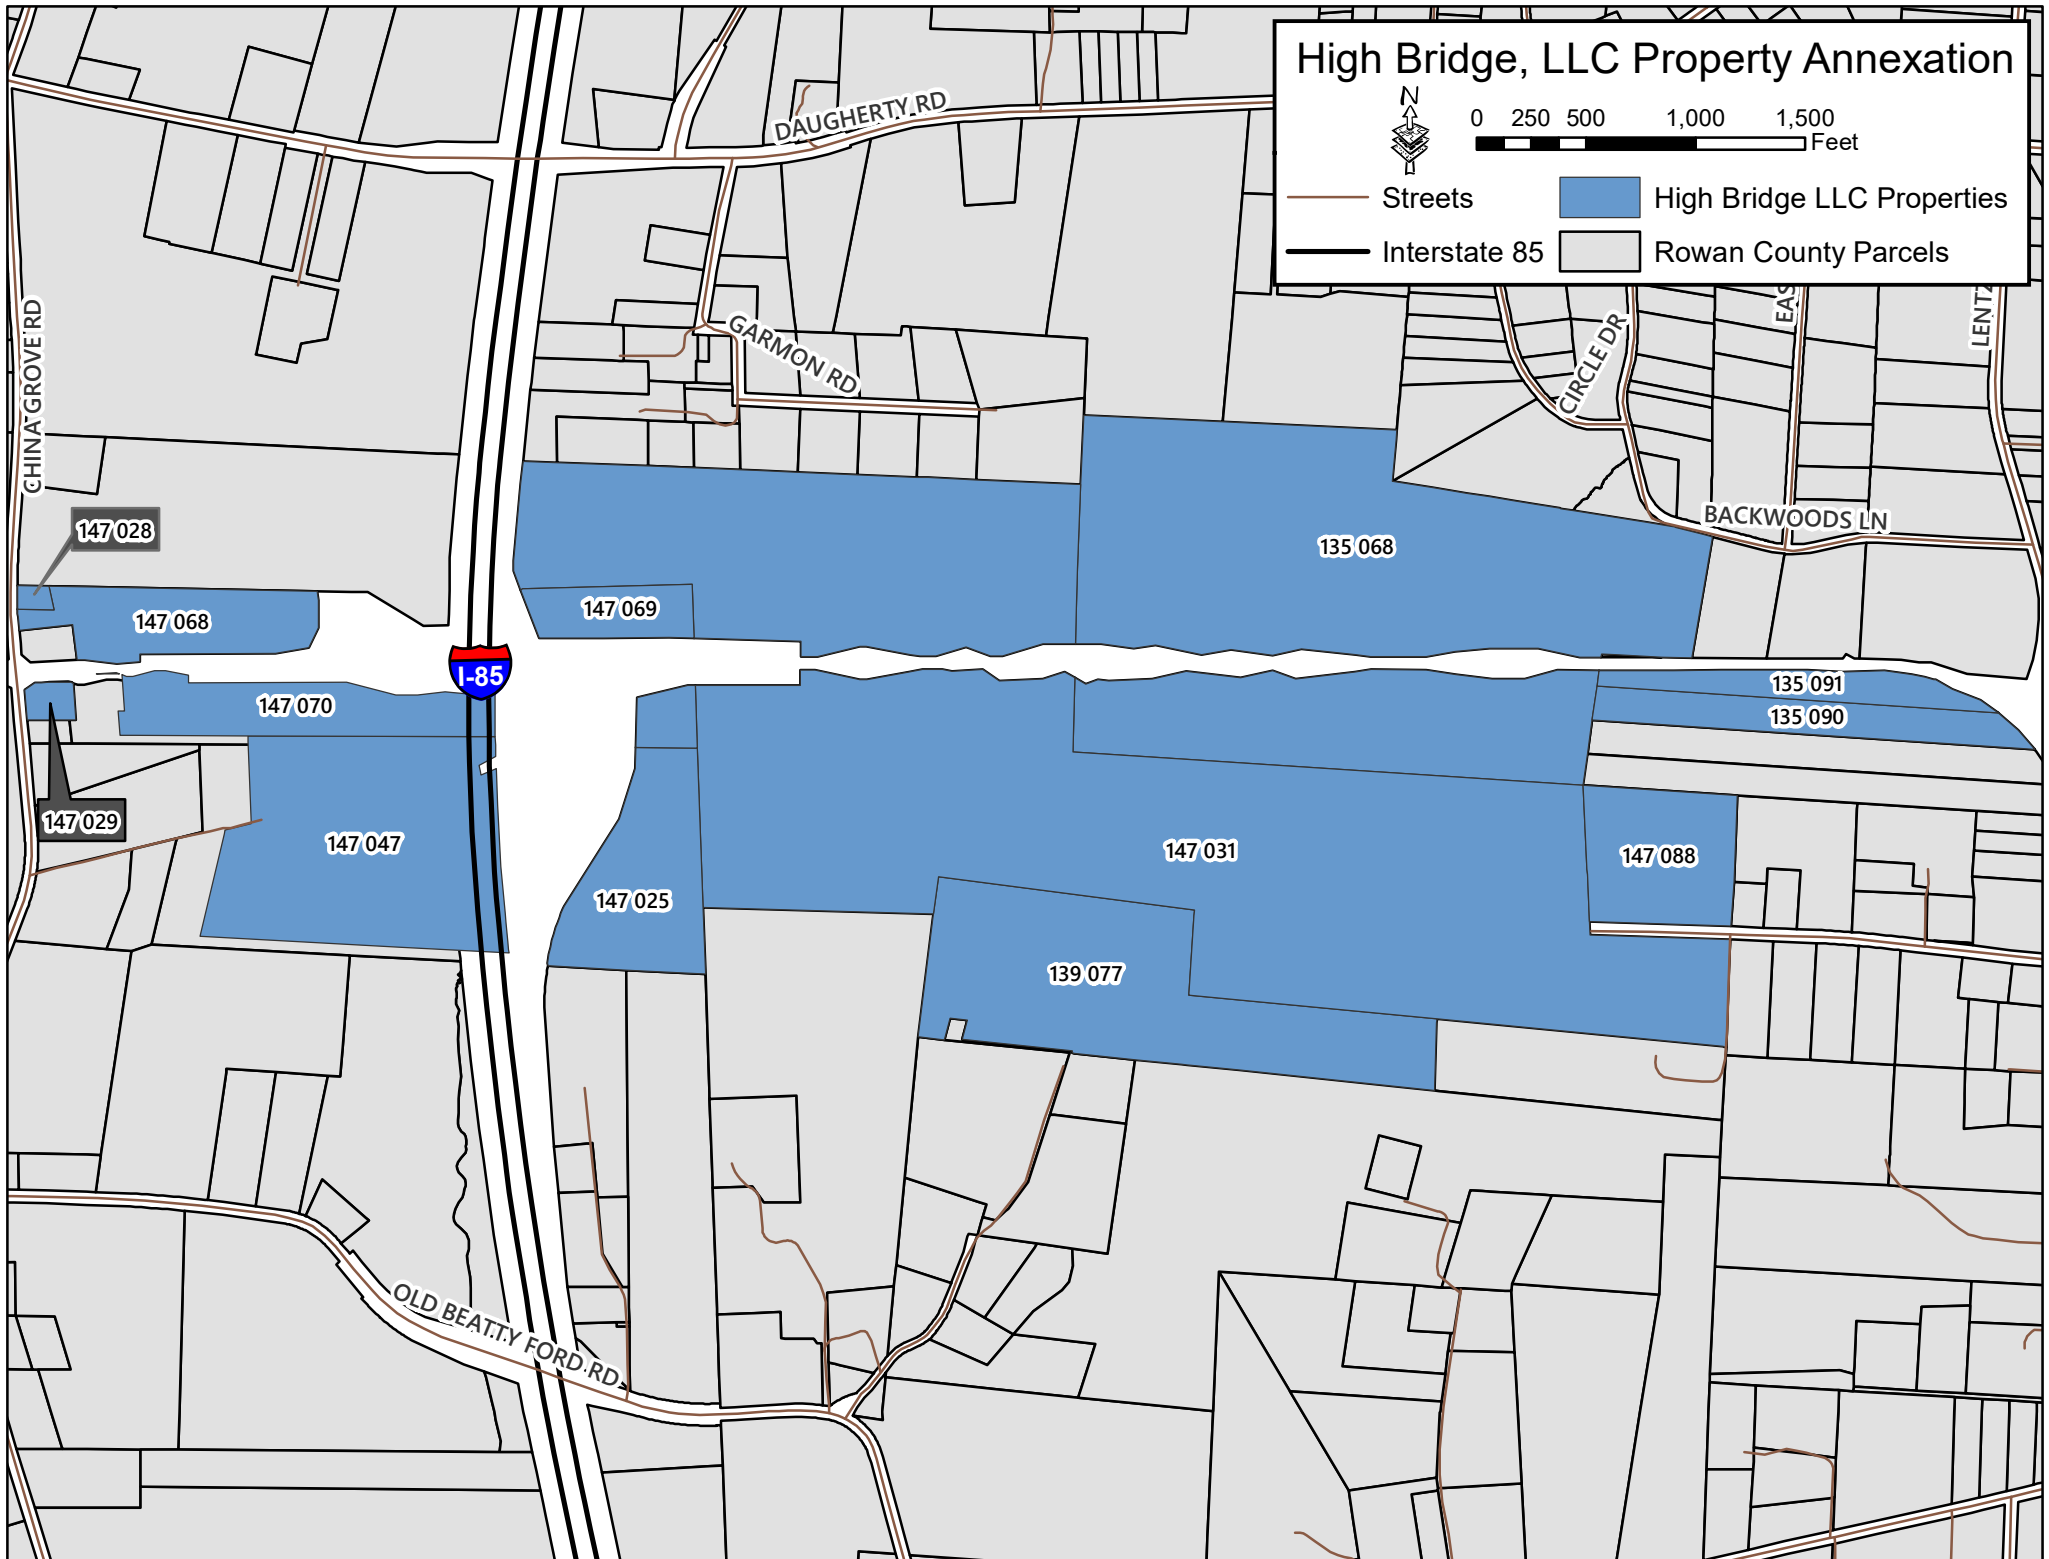 High Bridge, LLC Property Annexation
N
0 250 500 1,000 1,500
Feet
Streets
High Bridge LLC Properties
Interstate 85
Rowan County Parcels
DAUGHERTY RD
CHINA GROVE RD
GARMON RD
CIRCLE DR
EAS
LENTZ
BACKWOODS LN
147 028
135 068
147 069
147 068
I-85
135 091
147 070
135 090
147 029
147 047
147 031
147 088
147 025
139 077
OLD BEATTY FORD RD